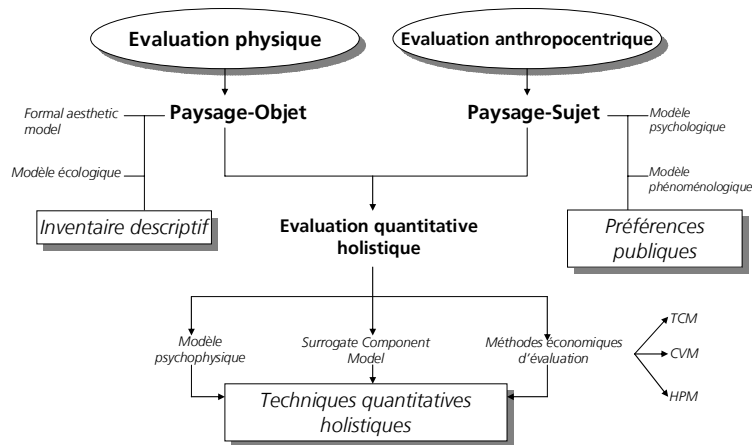 Evaluation physique
Evaluation anthropocentrique
Formal aesthetic
model
Paysage-Objet
Paysage-Sujet
Modèle
psychologique
Modèle écologique
Modèle
phénoménologique
Inventaire descriptif
Evaluation quantitative
holistique
Préférences
publiques
Modèle
psychophysique
Surrogate Component
Model
Méthodes économiques
d'évaluation
TCM
CVM
HPM
Techniques quantitatives
holistiques